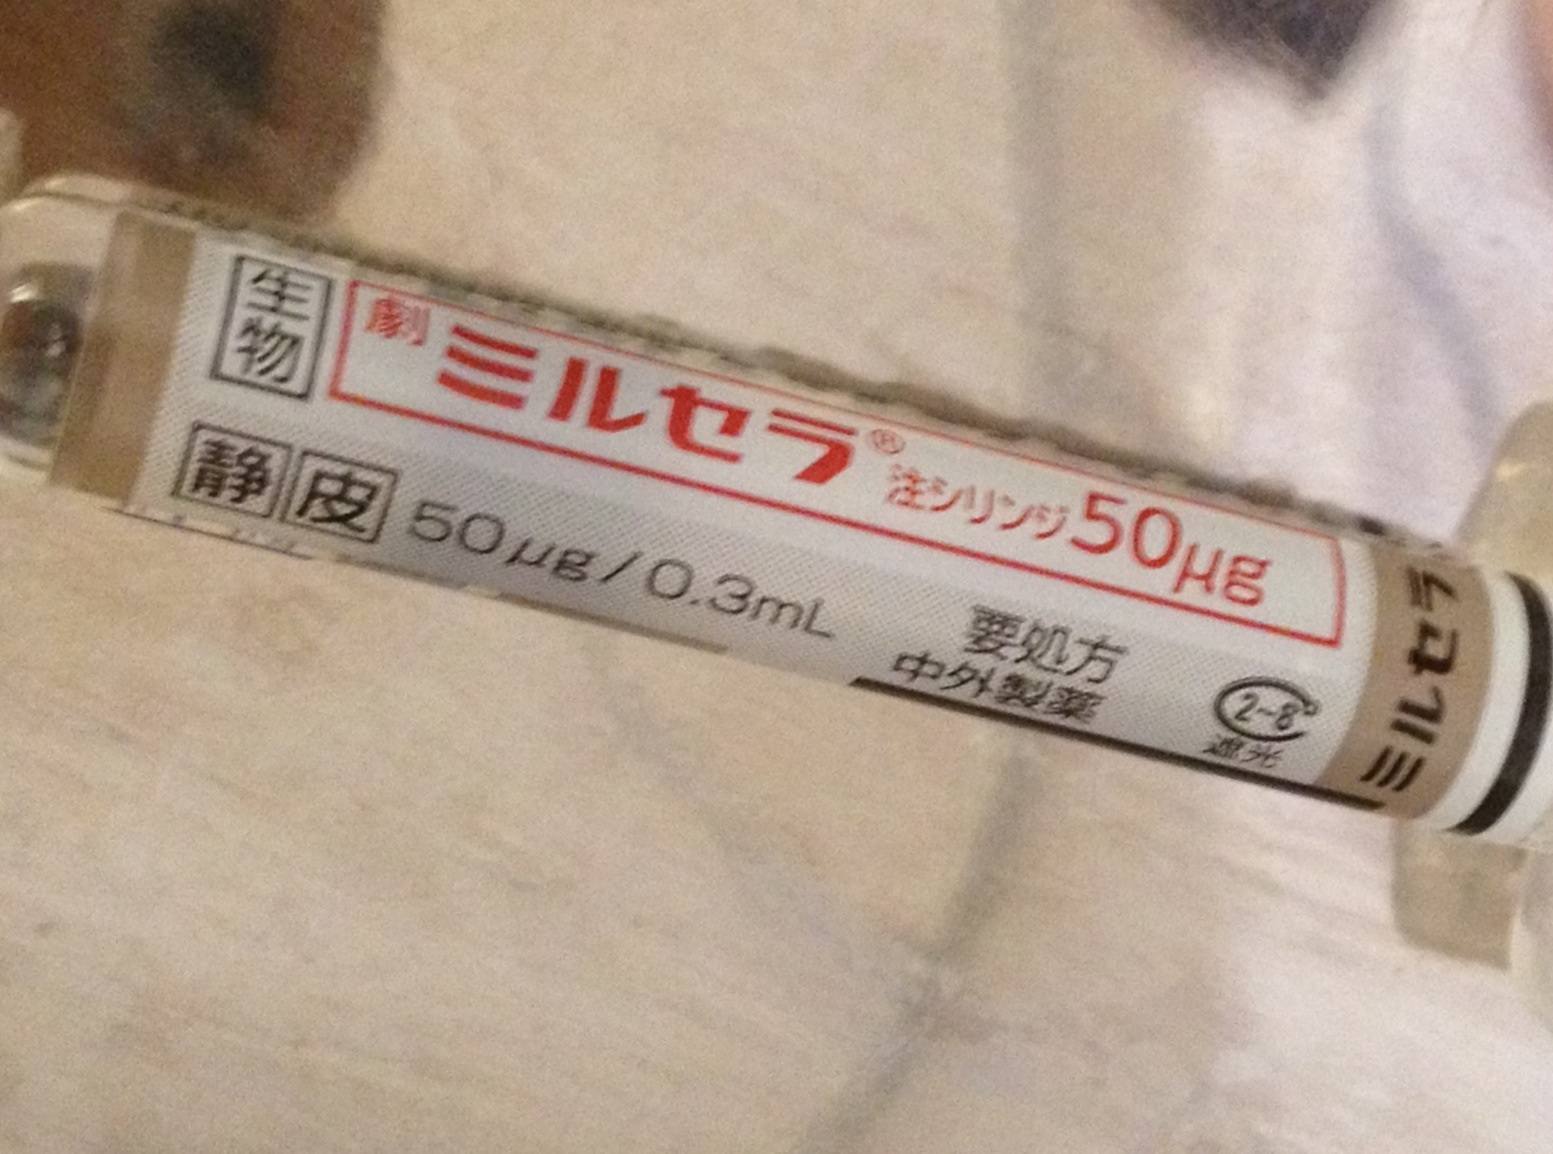 生物
劇 ミルセラ® 注シリンジ50μg
静 皮 50μg/0.3mL
要処方
中外製薬
2-8°
遮光
ミルセラ